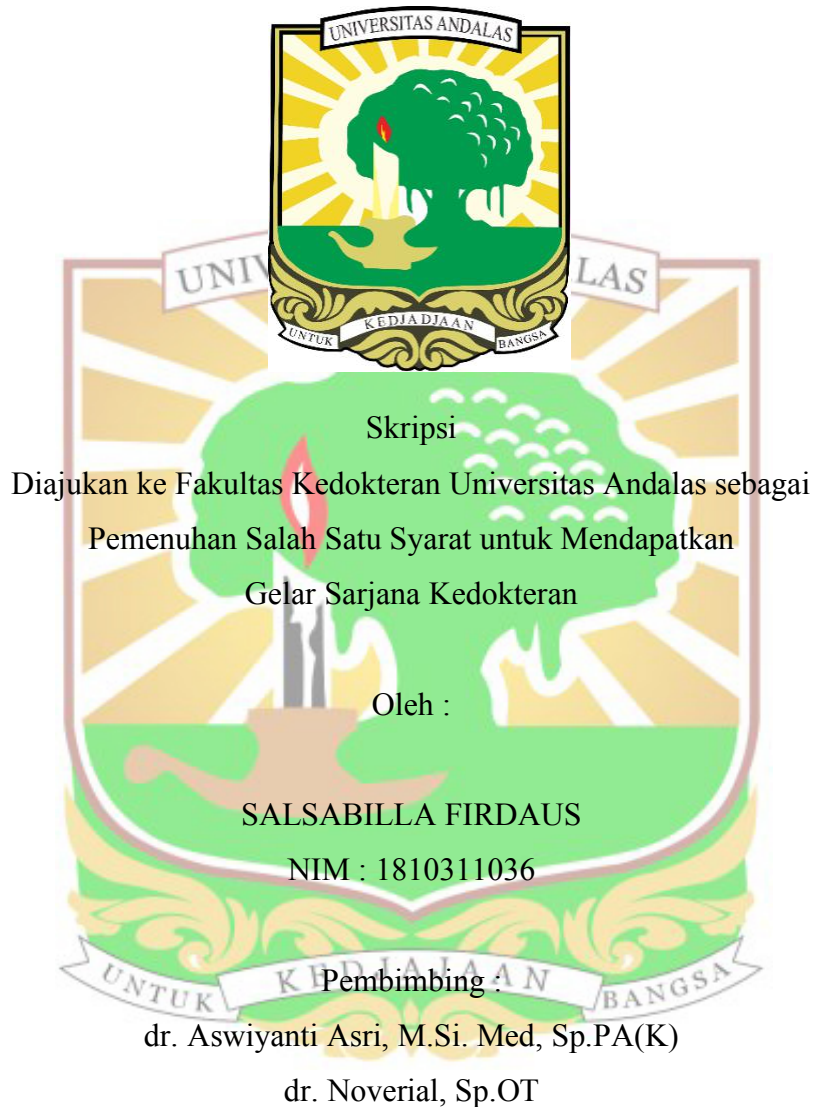 UNIVERSITAS ANDALAS
UNTUK KEDJADJAAN BANGSA
UNIV LAS
Skripsi
Diajukan ke Fakultas Kedokteran Universitas Andalas sebagai
Pemenuhan Salah Satu Syarat untuk Mendapatkan
Gelar Sarjana Kedokteran
Oleh :
SALSABILLA FIRDAUS
NIM : 1810311036
Pembimbing :
UNTUK KEDJAJAAN BANGSA
dr. Aswiyanti Asri, M.Si. Med, Sp.PA(K)
dr. Noverial, Sp.OT